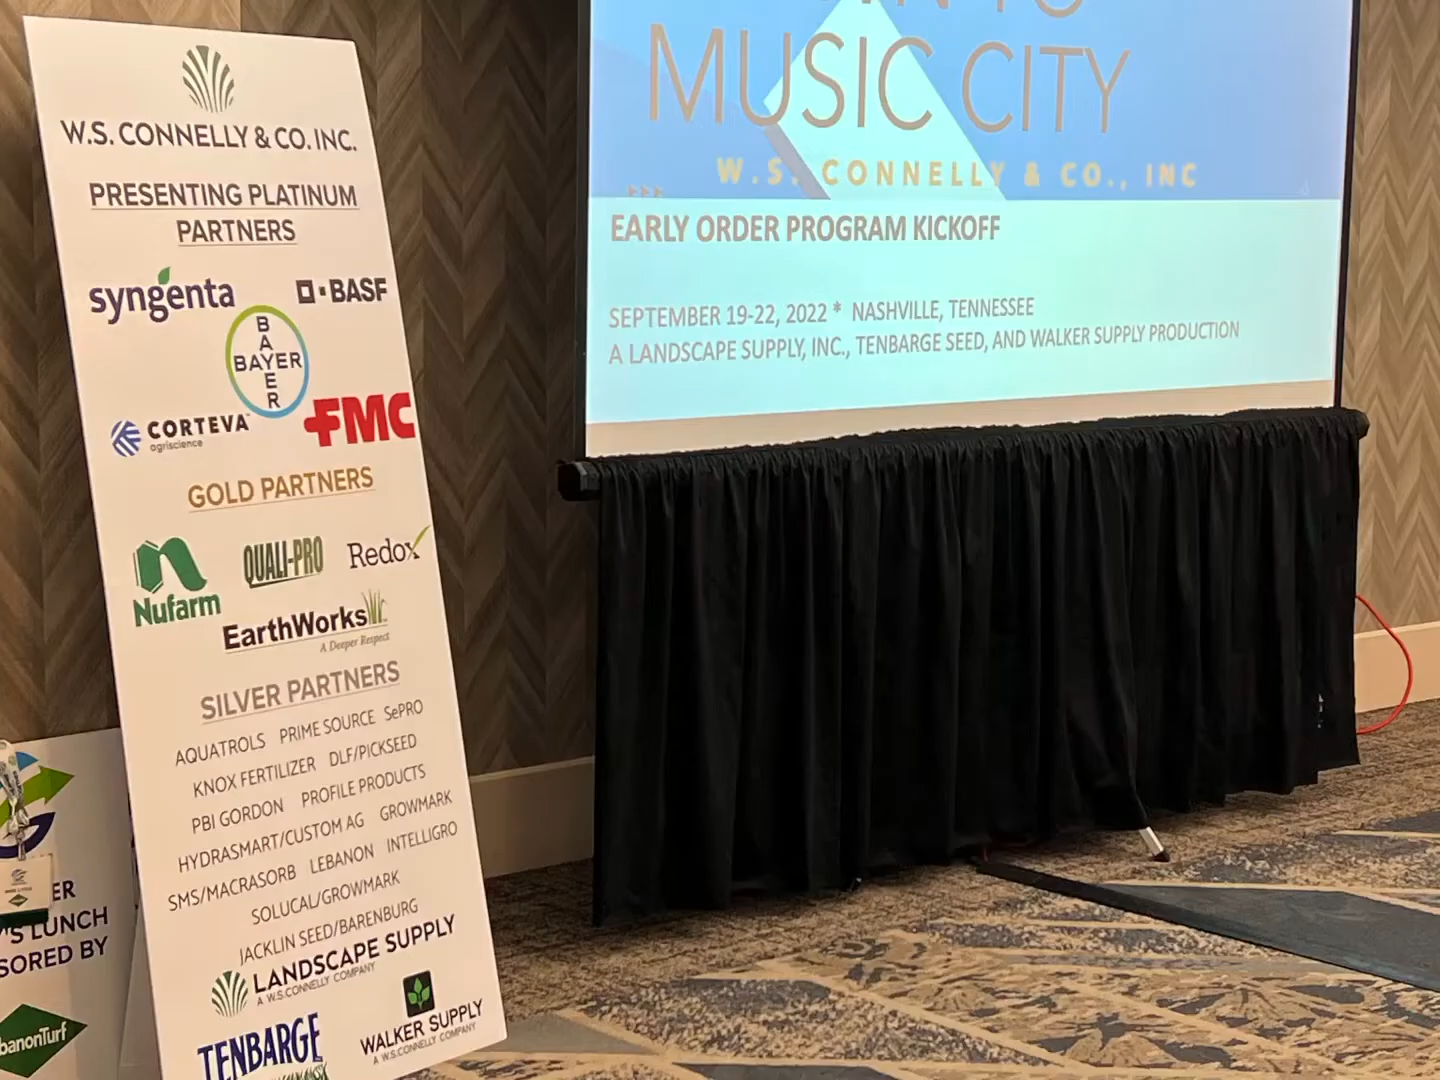 W.S. CONNELLY & CO. INC.
PRESENTING PLATINUM
PARTNERS
syngenta
BASF
BAYER
BAYER
CORTEVA™
agriscience
FMC
GOLD PARTNERS
Nufarm
QUALI-PRO
Redox
EarthWorks
A Deeper Respect
SILVER PARTNERS
AQUATROLS PRIME SOURCE SePRO
KNOX FERTILIZER DLF/PICKSEED
PBI GORDON PROFILE PRODUCTS
HYDRASMART/CUSTOM AG GROWMARK
SMS/MACRASORB LEBANON INTELLIGRO
SOLUCAL/GROWMARK
JACKLIN SEED/BARENBURG
LANDSCAPE SUPPLY
A W.S.CONNELLY COMPANY
TENBARGE
WALKER SUPPLY
A W.S.CONNELLY COMPANY
MUSIC CITY
W.S. CONNELLY & CO., INC
EARLY ORDER PROGRAM KICKOFF
SEPTEMBER 19-22, 2022 * NASHVILLE, TENNESSEE
A LANDSCAPE SUPPLY, INC., TENBARGE SEED, AND WALKER SUPPLY PRODUCTION
ER
'S LUNCH
SORED BY
banonTurf